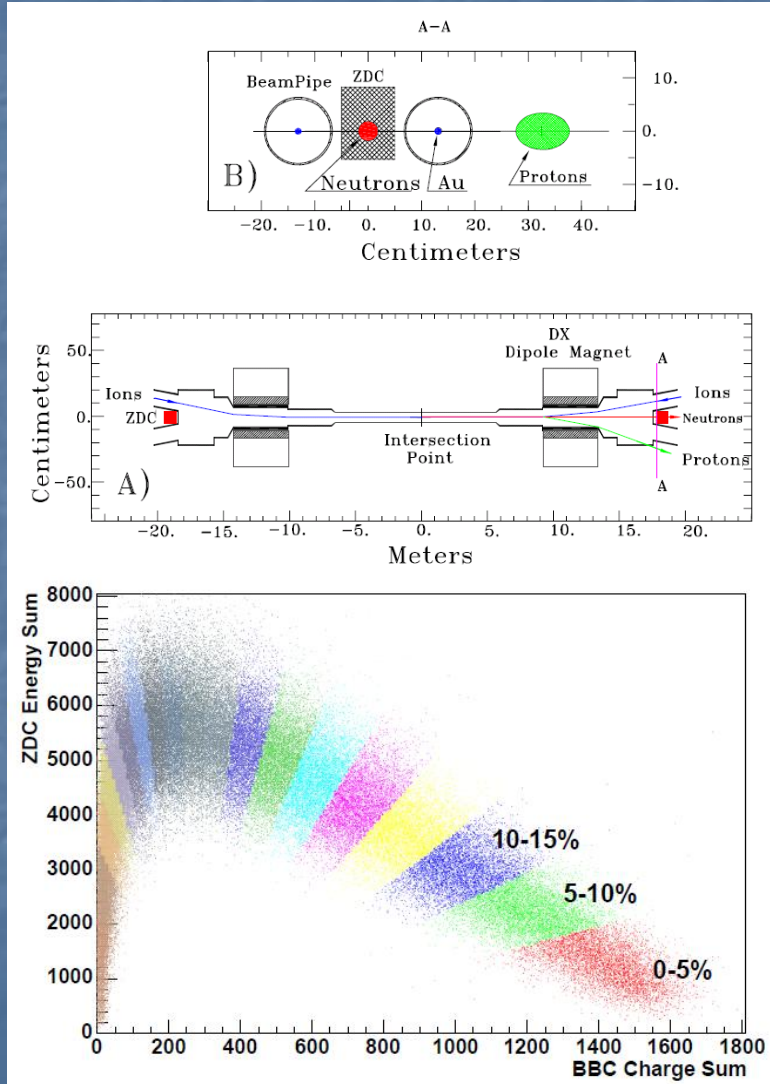 A-A
BeamPipe ZDC
15.
0.
-10.
B) Neutrons Au Protons
-20. -10. 0. 10. 20. 30. 40.
Centimeters
DX
Dipole Magnet
A
50.
Ions Ions
ZDC 0. Neutrons
Intersection
Point
Protons
-50.
A) A
Centimeters
-20. -15. -10. -5. 0. 5. 10. 15. 20.
Meters
8000
7000
6000
5000
4000
3000
2000
1000
0
ZDC Energy Sum
10-15%
5-10%
0-5%
0 200 400 600 800 1000 1200 1400 1600 1800
BBC Charge Sum